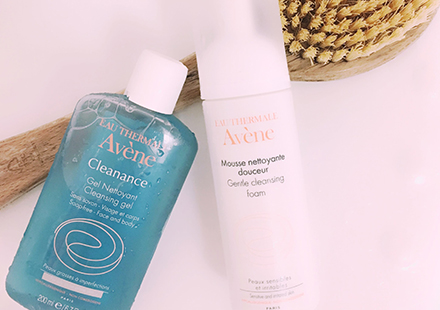 EAU THERMALE
Avène
Cleanance
Gel Nettoyant
Cleansing gel
Sans savon - Visage et corps
Soap-free - Face and body
Peaux grasses à imperfections
PARIS
200 ml
EAU THERMALE
Avène
Mousse nettoyante
douceur
Gentle cleansing
foam
Peaux sensibles
et irritables
PARIS